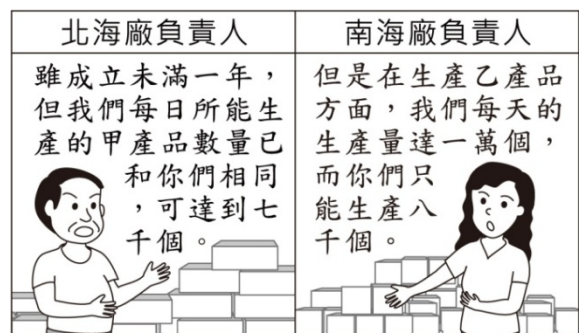 北海廠負責人
雖成立未滿一年，
但我們每日所能生
產的甲產品數量已
和你們相同
，可達到七
千個。
南海廠負責人
但是在生產乙產品
方面，我們每天的
生產量達一萬個，
而你們只
能生產八
千個。